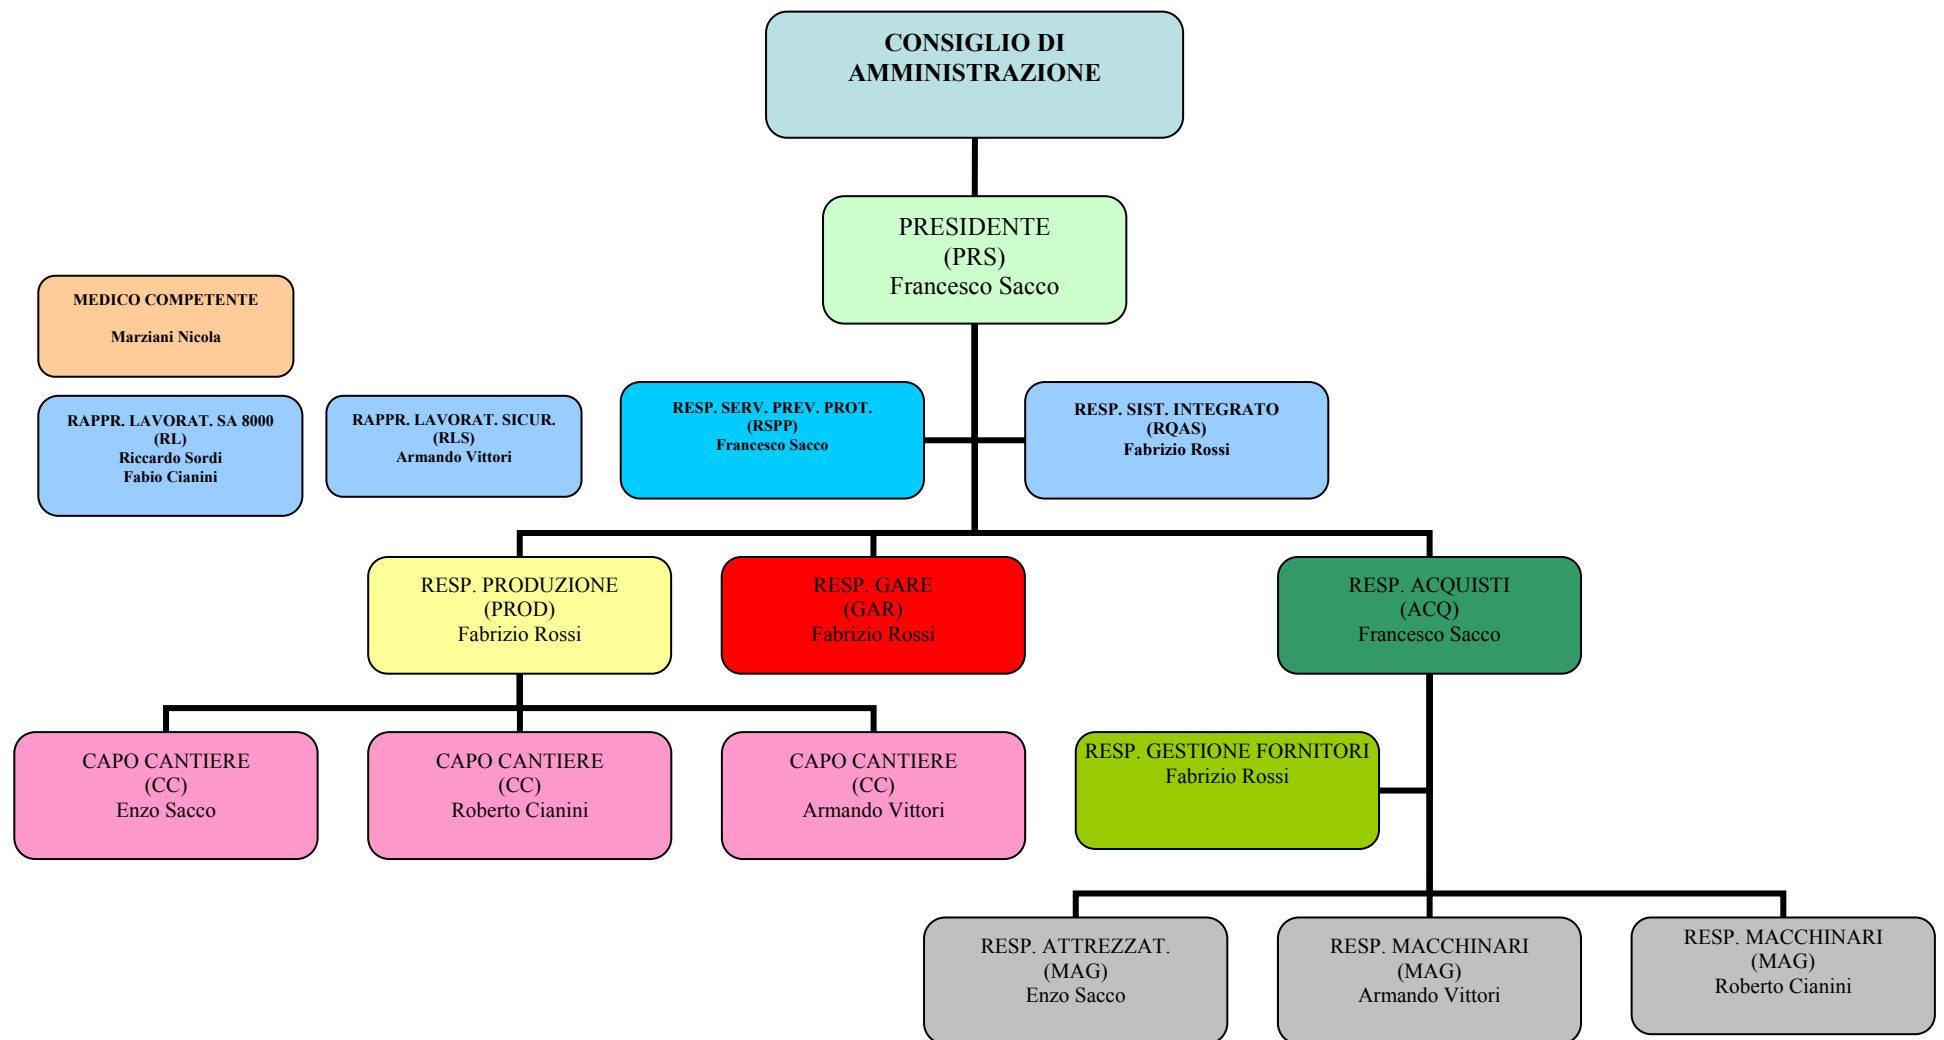 CONSIGLIO DI
AMMINISTRAZIONE
PRESIDENTE
(PRS)
Francesco Sacco
MEDICO COMPETENTE
Marziani Nicola
RAPPR. LAVORAT. SA 8000
(RL)
Riccardo Sordi
Fabio Cianini
RAPPR. LAVORAT. SICUR.
(RLS)
Armando Vittori
RESP. SERV. PREV. PROT.
(RSPP)
Francesco Sacco
RESP. SIST. INTEGRATO
(RQAS)
Fabrizio Rossi
RESP. PRODUZIONE
(PROD)
Fabrizio Rossi
RESP. GARE
(GAR)
Fabrizio Rossi
RESP. ACQUISTI
(ACQ)
Francesco Sacco
CAPO CANTIERE
(CC)
Enzo Sacco
CAPO CANTIERE
(CC)
Roberto Cianini
CAPO CANTIERE
(CC)
Armando Vittori
RESP. GESTIONE FORNITORI
Fabrizio Rossi
RESP. ATTREZZAT.
(MAG)
Enzo Sacco
RESP. MACCHINARI
(MAG)
Armando Vittori
RESP. MACCHINARI
(MAG)
Roberto Cianini